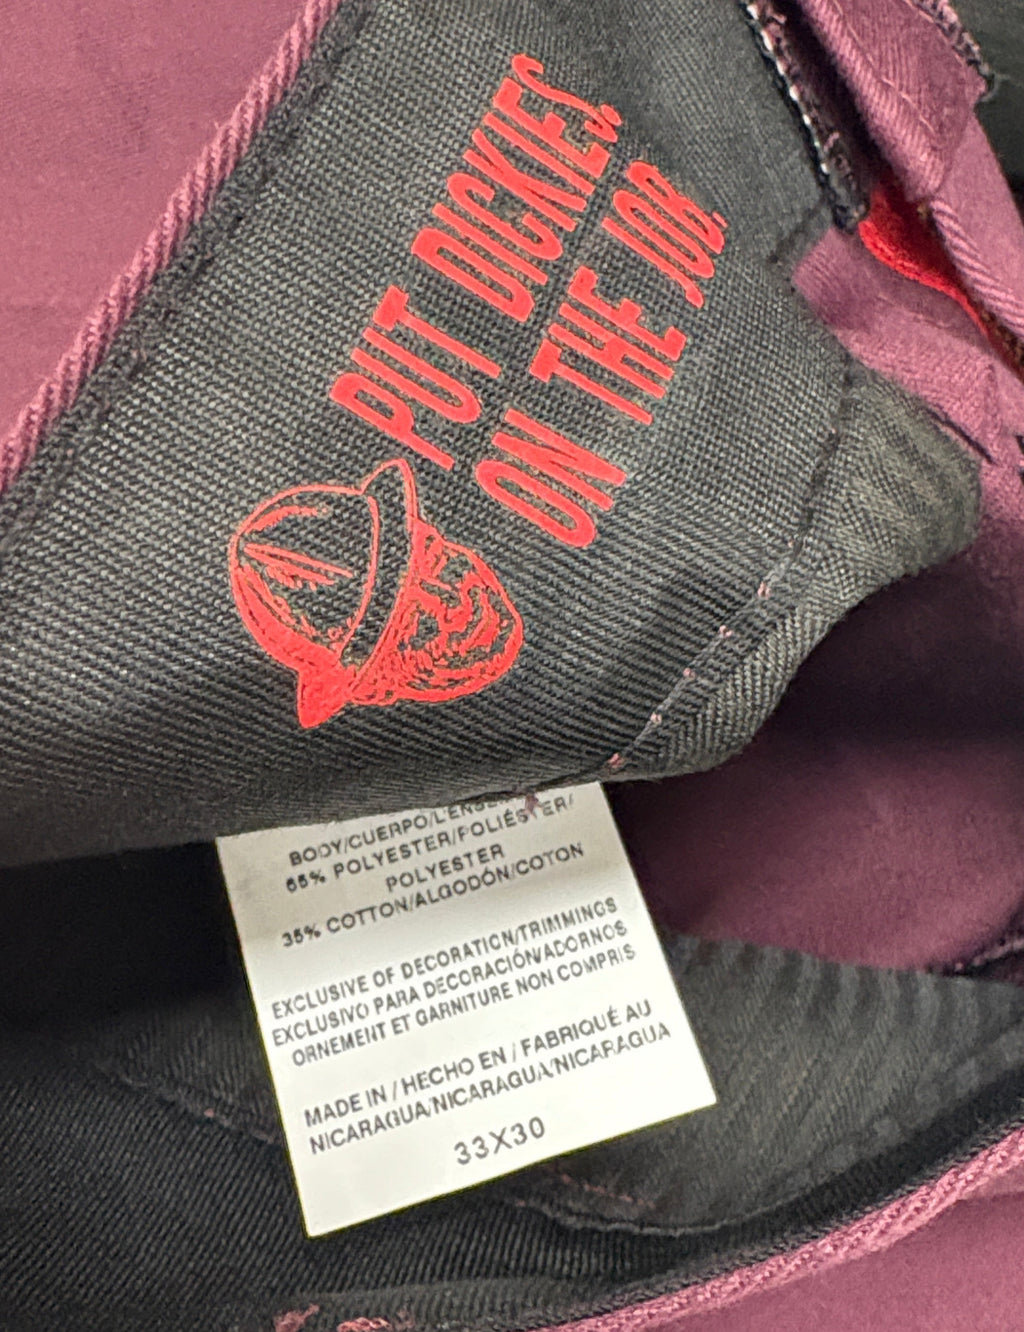 PUT DICKIES
ON THE JOB.
BODY/CUERPO/
65% POLYESTER/POLIÉSTER/
POLYESTER
35% COTTON/ALGODÓN/COTON
EXCLUSIVE OF DECORATION/TRIMMINGS
EXCLUSIVO PARA DECORACIÓN/ADORNOS
ORNEMENT ET GARNITURE NON COMPRIS
MADE IN / HECHO EN / FABRIQUÉ AU
NICARAGUA/NICARAGUA/NICARAGUA
33X30